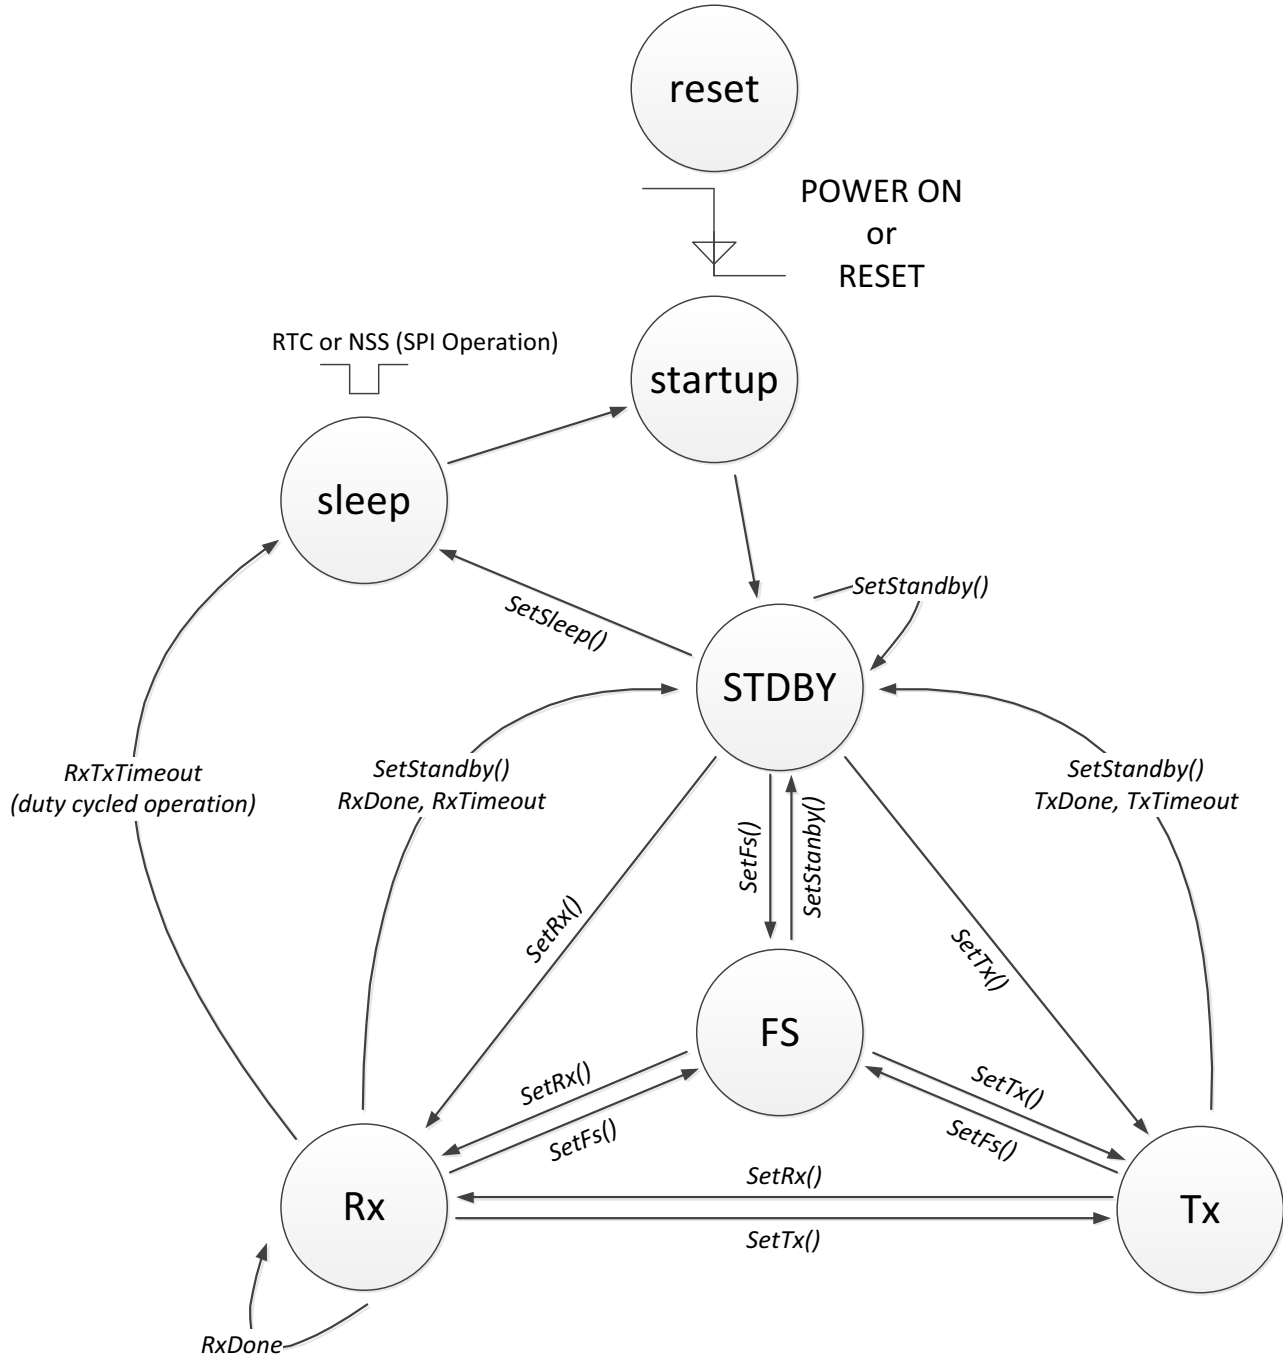 reset
POWER ON
or
RESET
RTC or NSS (SPI Operation)
startup
sleep
SetStandby()
SetSleep()
STDBY
RxTxTimeout
(duty cycled operation)
SetStandby()
RxDone, RxTimeout
SetStandby()
TxDone, TxTimeout
SetFs()
SetStanby()
SetRx()
SetTx()
FS
SetRx()
SetFs()
SetTx()
SetFs()
SetRx()
Rx
Tx
SetTx()
RxDone